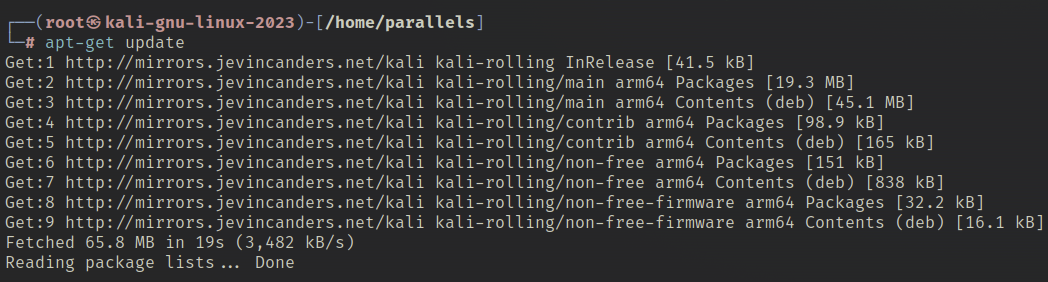 ┌──(root㉿kali-gnu-linux-2023)-[/home/parallels]
└─# apt-get update
Get:1 http://mirrors.jevincanders.net/kali kali-rolling InRelease [41.5 kB]
Get:2 http://mirrors.jevincanders.net/kali kali-rolling/main arm64 Packages [19.3 MB]
Get:3 http://mirrors.jevincanders.net/kali kali-rolling/main arm64 Contents (deb) [45.1 MB]
Get:4 http://mirrors.jevincanders.net/kali kali-rolling/contrib arm64 Packages [98.9 kB]
Get:5 http://mirrors.jevincanders.net/kali kali-rolling/contrib arm64 Contents (deb) [165 kB]
Get:6 http://mirrors.jevincanders.net/kali kali-rolling/non-free arm64 Packages [151 kB]
Get:7 http://mirrors.jevincanders.net/kali kali-rolling/non-free arm64 Contents (deb) [838 kB]
Get:8 http://mirrors.jevincanders.net/kali kali-rolling/non-free-firmware arm64 Packages [32.2 kB]
Get:9 http://mirrors.jevincanders.net/kali kali-rolling/non-free-firmware arm64 Contents (deb) [16.1 kB]
Fetched 65.8 MB in 19s (3,482 kB/s)
Reading package lists... Done